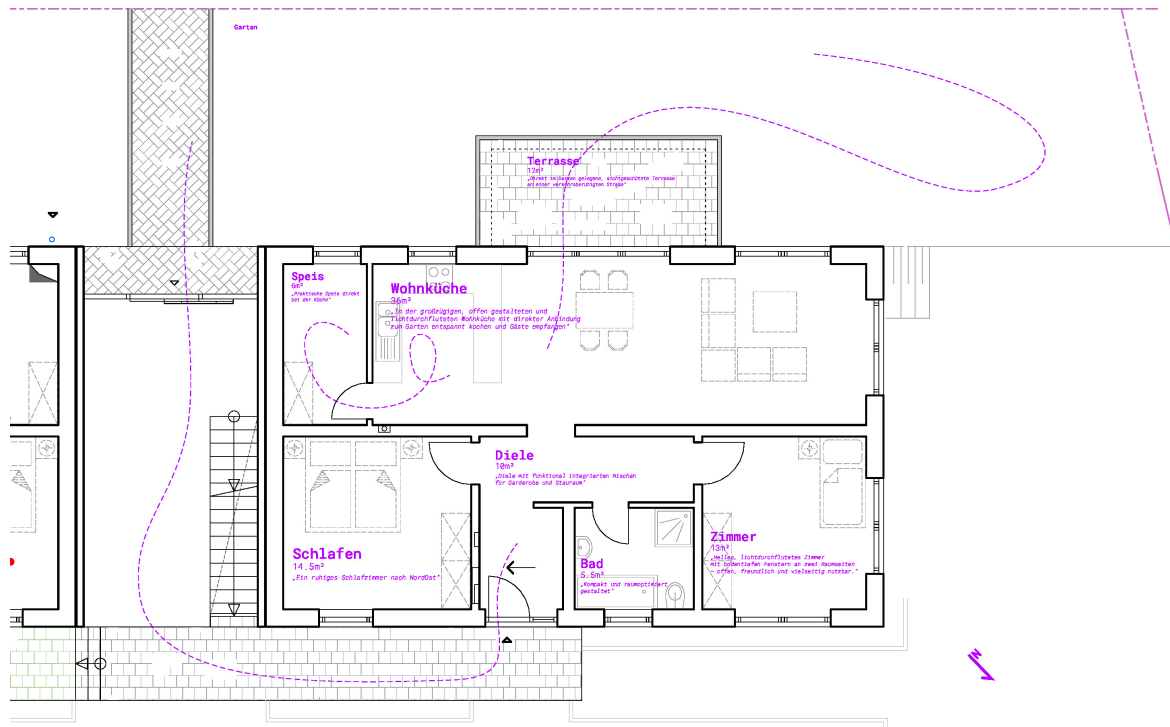 Garten
Terrasse
12m²
„Direkt im Garten gelegene, sichtgeschützte Terrasse
an einer verkehrsberuhigten Straße“
Speis
6m²
„Praktische Speis direkt
bei der Küche“
Wohnküche
36m²
„In der großzügigen, offen gestalteten und
lichtdurchfluteten Wohnküche mit direkter Anbindung
zum Garten entspannt kochen und Gäste empfangen“
Diele
10m²
„Diele mit funktional integrierten Nischen
für Garderobe und Stauraum“
Schlafen
14.5m²
„Ein ruhiges Schlafzimmer nach NordOst“
Bad
5.5m²
„Kompakt und raumoptimiert
gestaltet“
Zimmer
13m²
„Helles, lichtdurchflutetes Zimmer
mit bodentiefen Fenstern an zwei Raumseiten
– offen, freundlich und vielseitig nutzbar.“
N